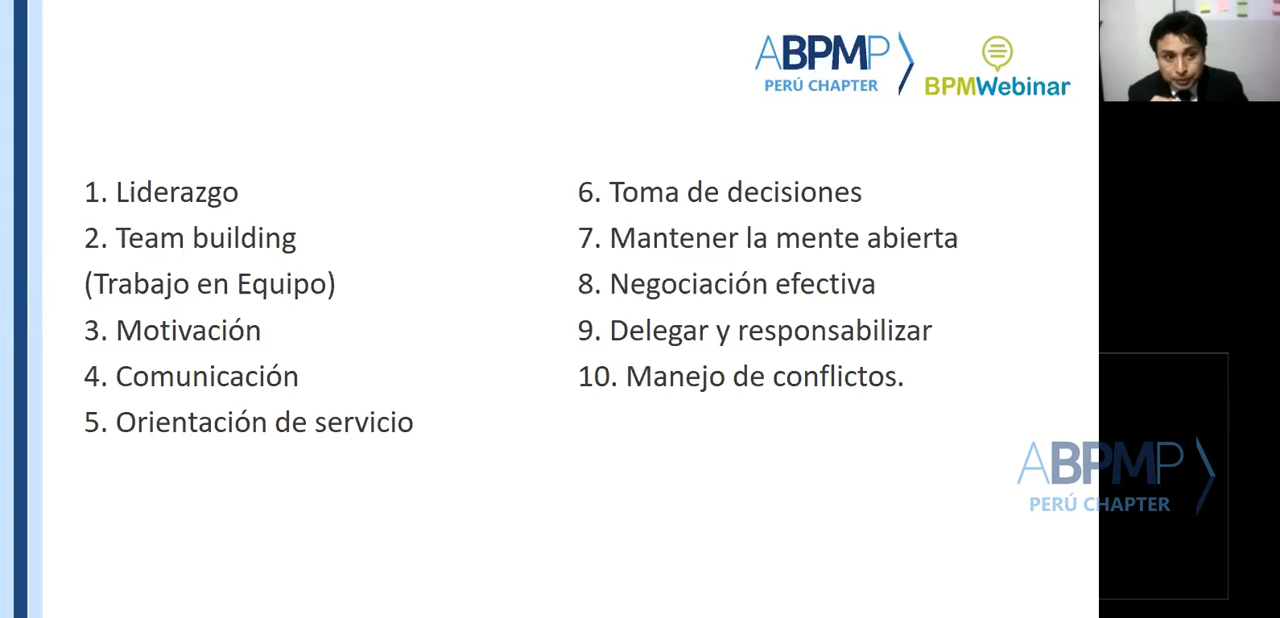 ABPMP
PERÚ CHAPTER
BPMWebinar
1. Liderazgo
2. Team building
(Trabajo en Equipo)
3. Motivación
4. Comunicación
5. Orientación de servicio
6. Toma de decisiones
7. Mantener la mente abierta
8. Negociación efectiva
9. Delegar y responsabilizar
10. Manejo de conflictos.
ABPMP
PERÚ CHAPTER